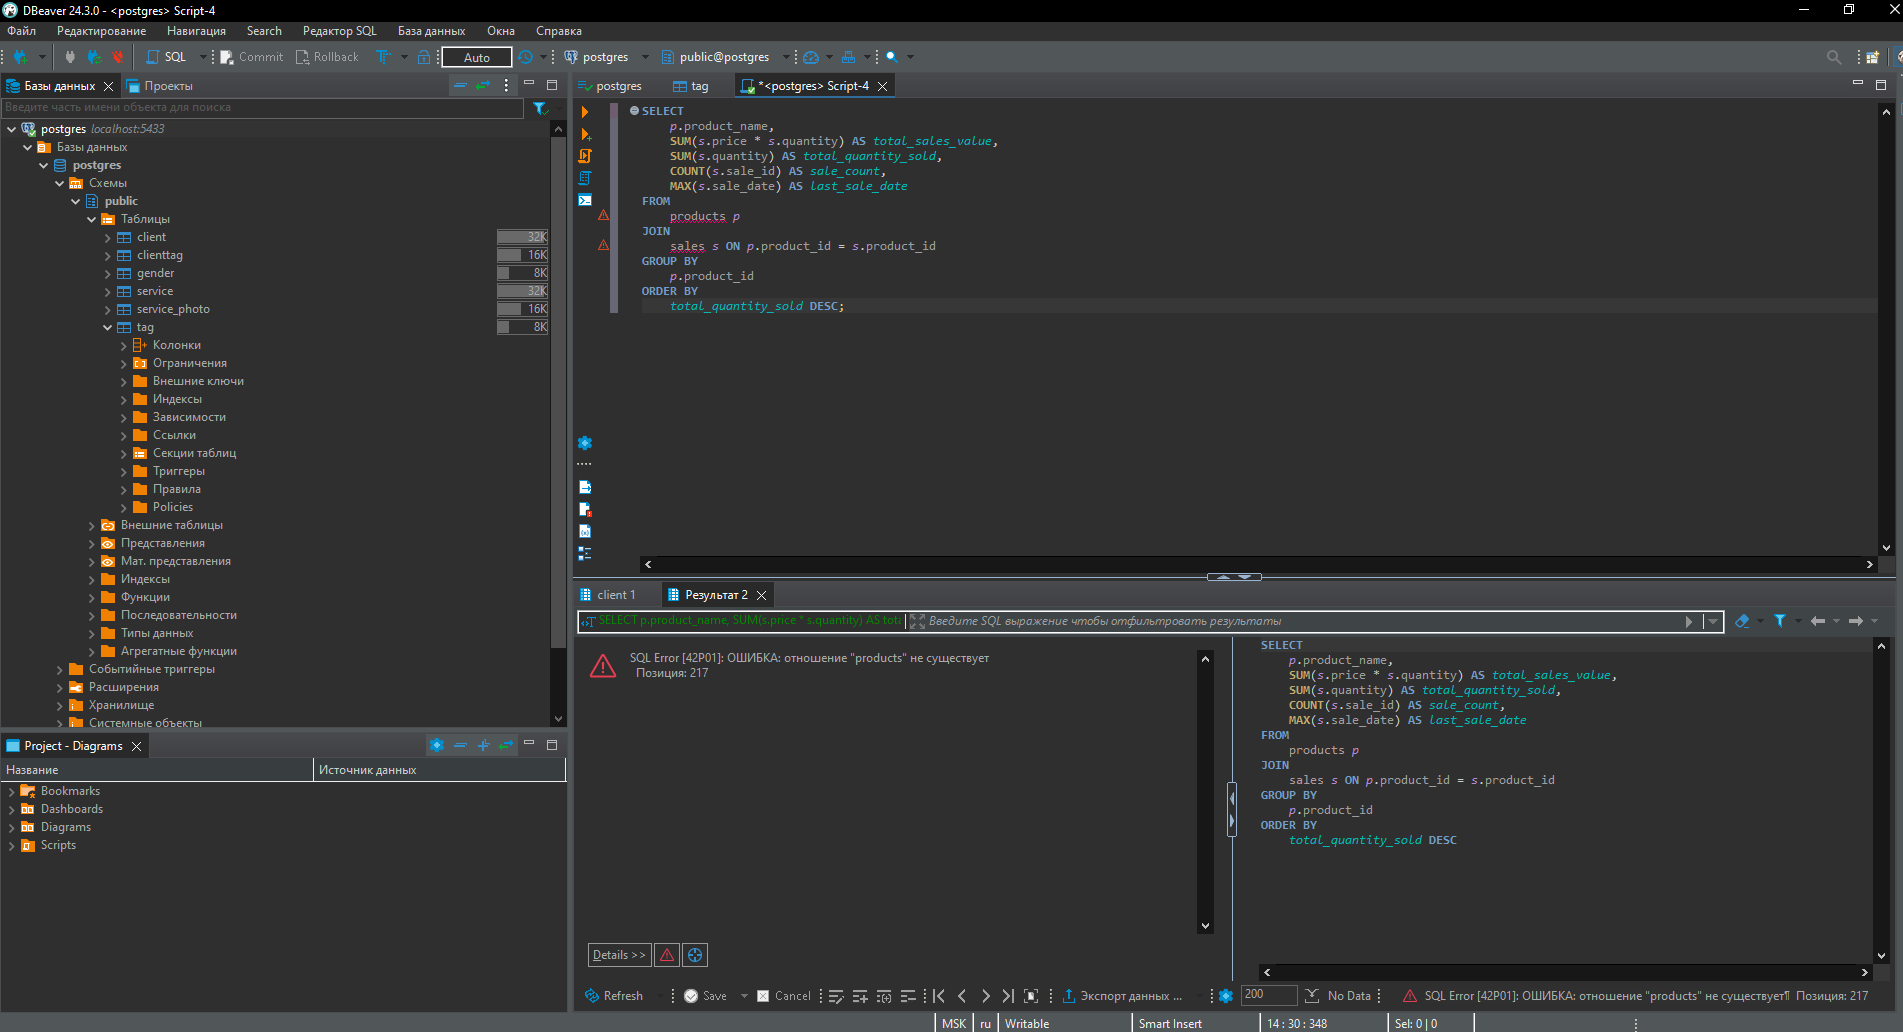 DBeaver 24.3.0 - <postgres> Script-4
Файл Редактирование Навигация Search Редактор SQL База данных Окна Справка
SQL Commit Rollback Auto postgres public@postgres
Базы данных Проекты
Введите часть имени объекта для поиска
postgres localhost:5433
Базы данных
postgres
Схемы
public
Таблицы
client 32K
clienttag 16K
gender 8K
service 32K
service_photo 16K
tag 8K
Колонки
Ограничения
Внешние ключи
Индексы
Зависимости
Ссылки
Секции таблиц
Триггеры
Правила
Policies
Внешние таблицы
Представления
Мат. представления
Индексы
Функции
Последовательности
Типы данных
Агрегатные функции
Событийные триггеры
Расширения
Хранилище
Системные объекты
Project - Diagrams
Название Источник данных
Bookmarks
Dashboards
Diagrams
Scripts
postgres tag *<postgres> Script-4
SELECT
p.product_name,
SUM(s.price * s.quantity) AS total_sales_value,
SUM(s.quantity) AS total_quantity_sold,
COUNT(s.sale_id) AS sale_count,
MAX(s.sale_date) AS last_sale_date
FROM
products p
JOIN
sales s ON p.product_id = s.product_id
GROUP BY
p.product_id
ORDER BY
total_quantity_sold DESC;
client 1 Результат 2
SELECT p.product_name, SUM(s.price * s.quantity) AS tota Введите SQL выражение чтобы отфильтровать результаты
SQL Error [42P01]: ОШИБКА: отношение "products" не существует
Позиция: 217
Details >>
SELECT
p.product_name,
SUM(s.price * s.quantity) AS total_sales_value,
SUM(s.quantity) AS total_quantity_sold,
COUNT(s.sale_id) AS sale_count,
MAX(s.sale_date) AS last_sale_date
FROM
products p
JOIN
sales s ON p.product_id = s.product_id
GROUP BY
p.product_id
ORDER BY
total_quantity_sold DESC
Refresh Save Cancel Экспорт данных ... 200 No Data SQL Error [42P01]: ОШИБКА: отношение "products" не существует¶ Позиция: 217
MSK ru Writable Smart Insert 14 : 30 : 348 Sel: 0 | 0